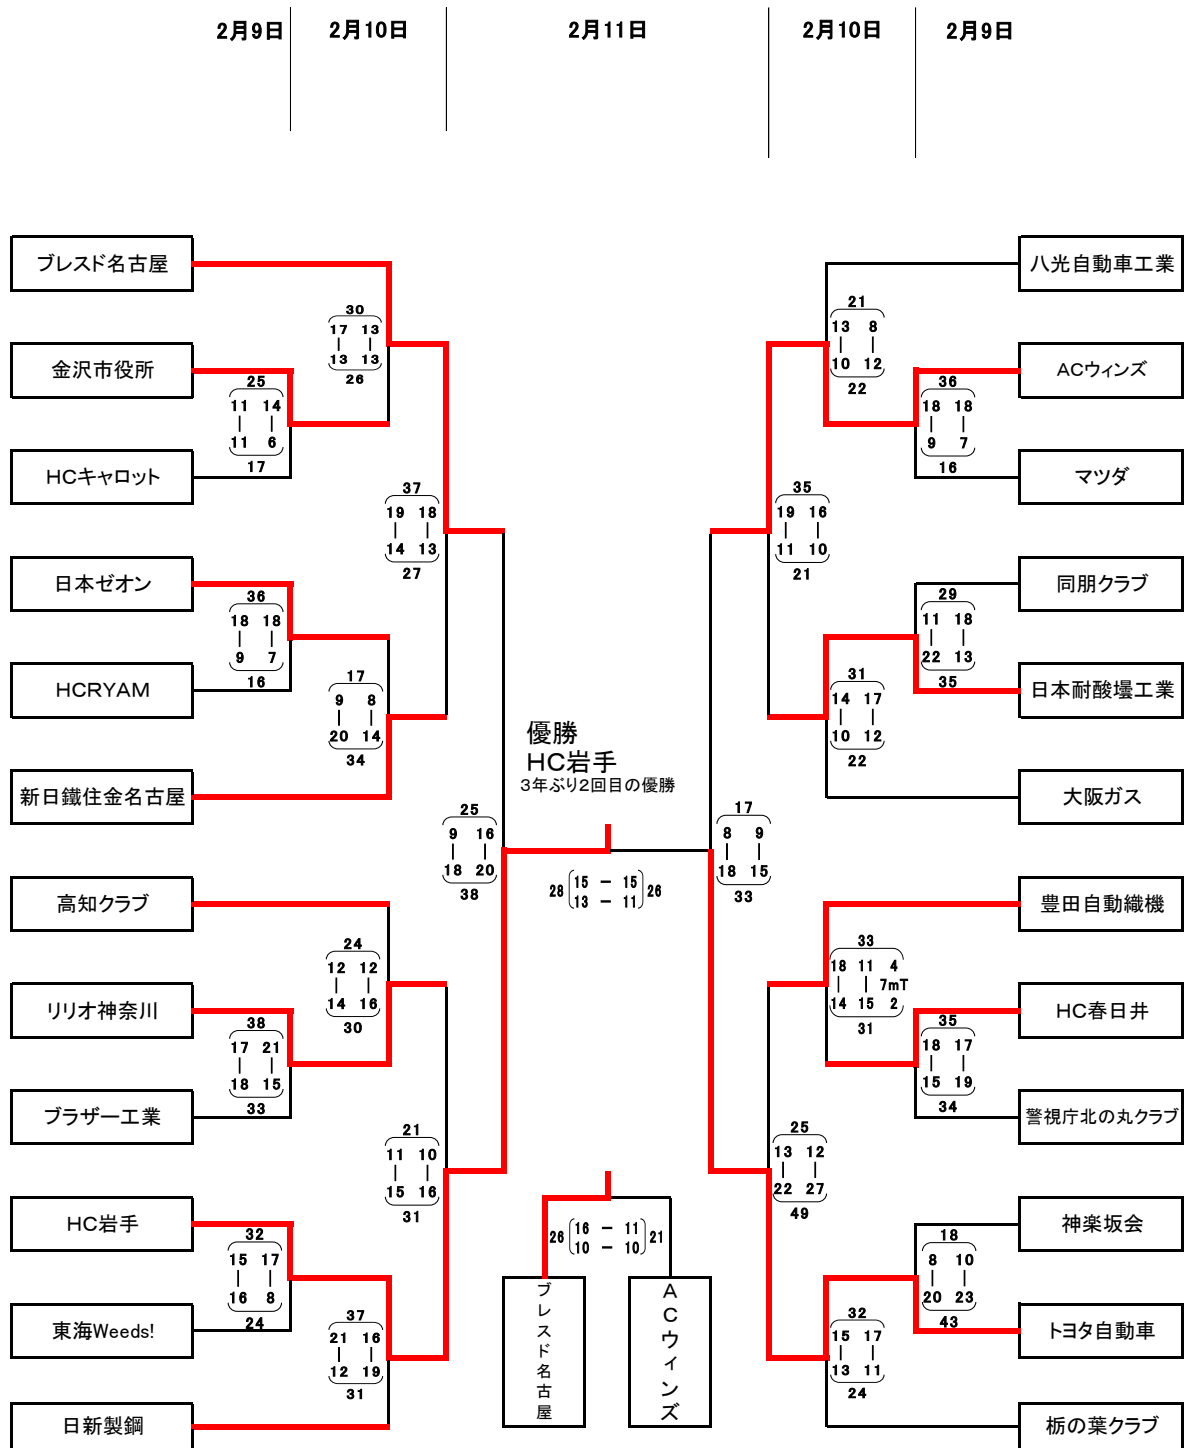 2月9日 2月10日 2月11日 2月10日 2月9日
ブレスド名古屋
金沢市役所
HCキャロット
日本ゼオン
HCRYAM
新日鐵住金名古屋
高知クラブ
リリオ神奈川
ブラザー工業
HC岩手
東海Weeds!
日新製鋼
30
17 13
13 13
26
25
11 14
11 6
17
37
19 18
14 13
27
36
18 18
9 7
16
17
9 8
20 14
34
25
9 16
18 20
38
24
12 12
14 16
30
38
17 21
18 15
33
21
11 10
15 16
31
32
15 17
16 8
24
37
21 16
12 19
31
優勝
HC岩手
3年ぶり2回目の優勝
28 15 － 15 26
13 － 11
26 16 － 11 21
10 － 10
ブレスド名古屋
ACウィンズ
21
13 8
10 12
22
36
18 18
9 7
16
35
19 16
11 10
21
29
11 18
22 13
35
31
14 17
10 12
22
17
8 9
18 15
33
33
18 11 4
7mT
14 15 2
31
35
18 17
15 19
34
25
13 12
22 27
49
18
8 10
20 23
43
32
15 17
13 11
24
八光自動車工業
ACウィンズ
マツダ
同朋クラブ
日本耐酸壜工業
大阪ガス
豊田自動織機
HC春日井
警視庁北の丸クラブ
神楽坂会
トヨタ自動車
栃の葉クラブ